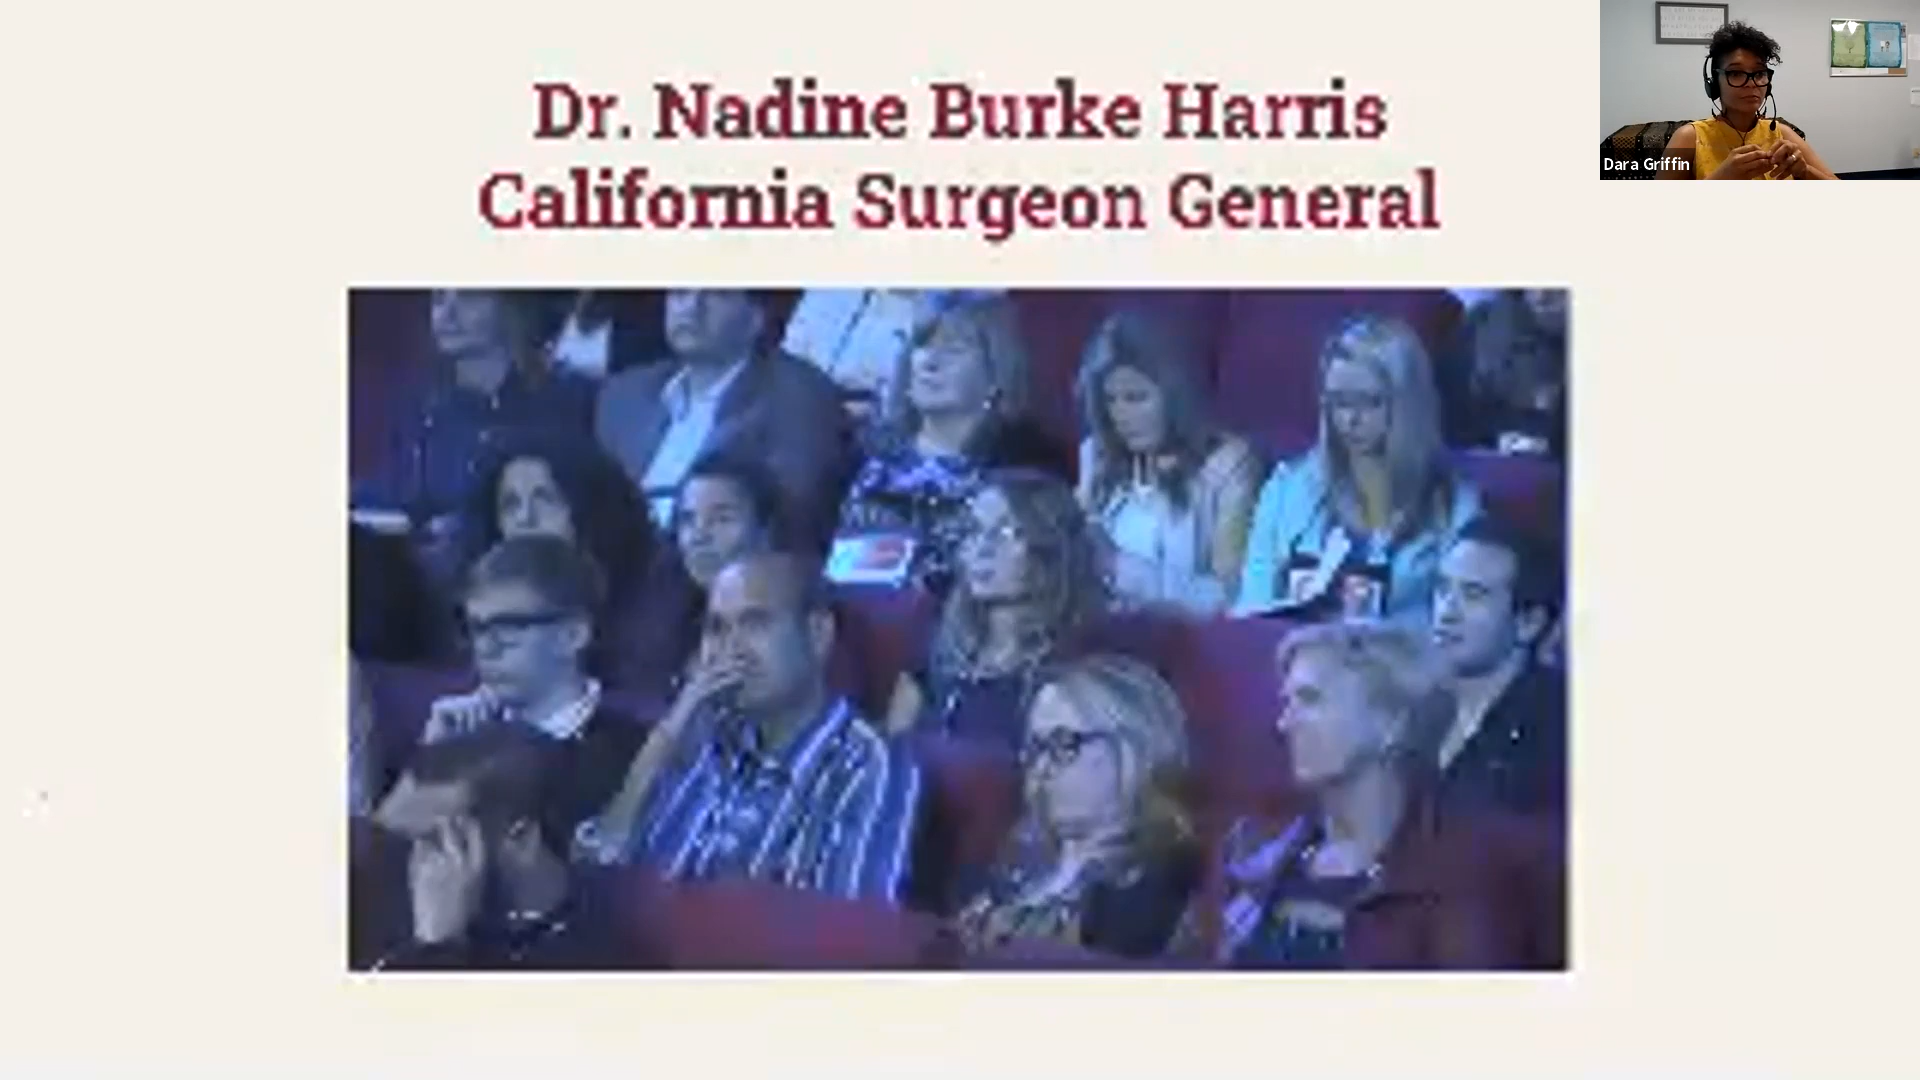 Dr. Nadine Burke Harris
California Surgeon General
Dara Griffin